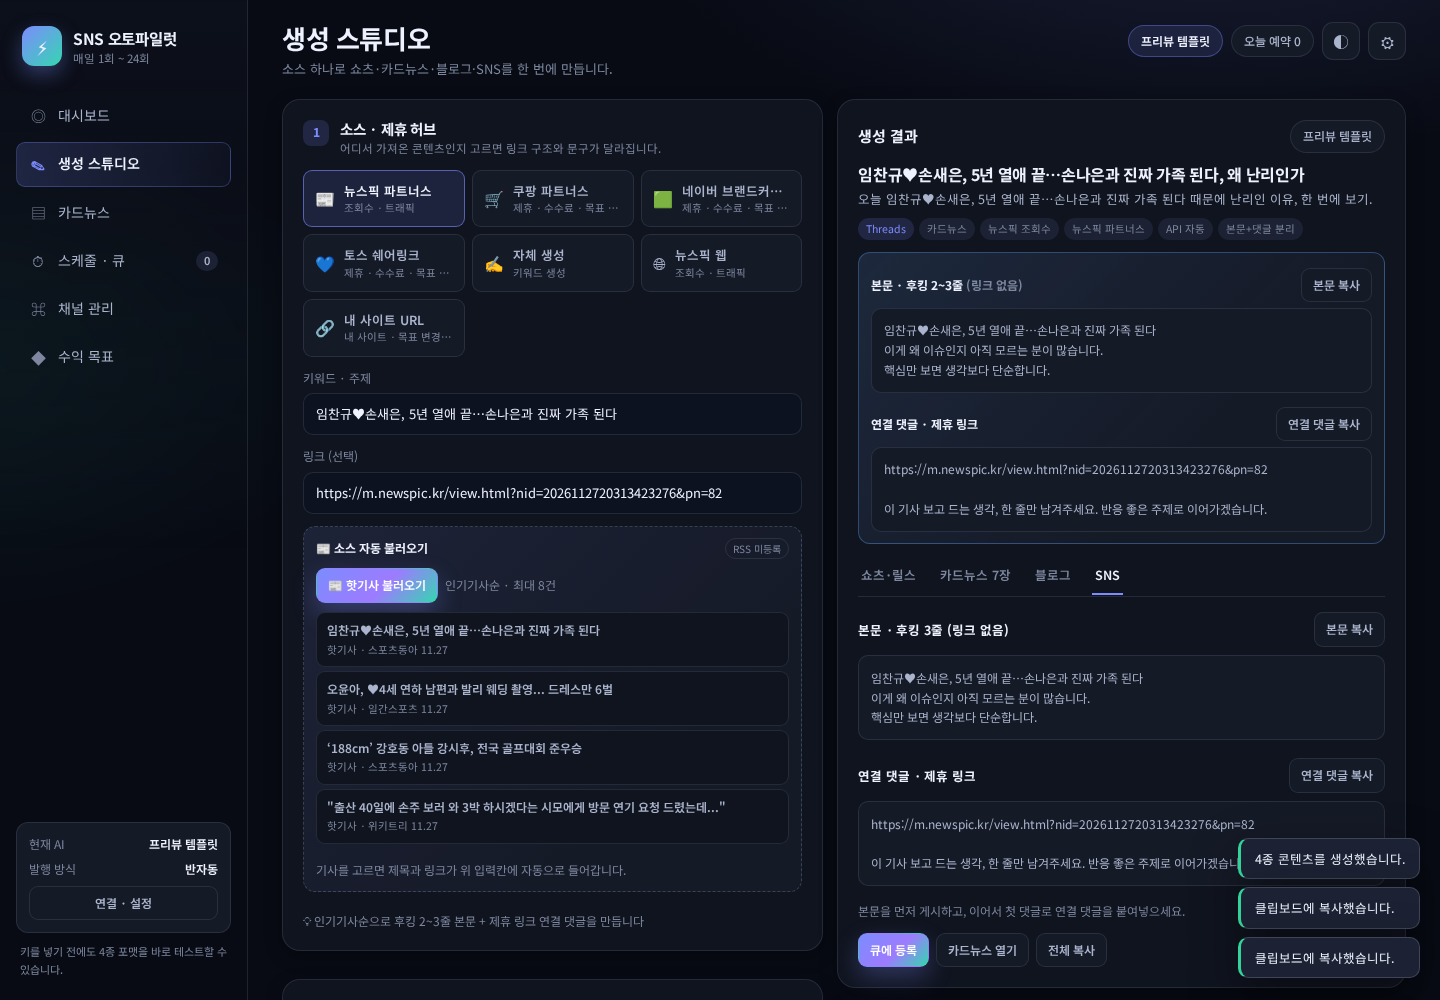 SNS 오토파일럿
매일 1회 ~ 24회
대시보드
생성 스튜디오
카드뉴스
스케줄 · 큐
0
채널 관리
수익 목표
현재 AI
프리뷰 템플릿
발행 방식
반자동
연결 · 설정
키를 넣기 전에도 4종 포맷을 바로 테스트할 수
있습니다.
생성 스튜디오
소스 하나로 쇼츠·카드뉴스·블로그·SNS를 한 번에 만듭니다.
프리뷰 템플릿
오늘 예약 0
1
소스 · 제휴 허브
어디서 가져온 콘텐츠인지 고르면 링크 구조와 문구가 달라집니다.
뉴스픽 파트너스
조회수 · 트래픽
쿠팡 파트너스
제휴 · 수수료 · 목표 …
네이버 브랜드커…
제휴 · 수수료 · 목표 …
토스 쉐어링크
제휴 · 수수료 · 목표 …
자체 생성
키워드 생성
뉴스픽 웹
조회수 · 트래픽
내 사이트 URL
내 사이트 · 목표 변경…
키워드 · 주제
임찬규♥손새은, 5년 열애 끝…손나은과 진짜 가족 된다
링크 (선택)
https://m.newspic.kr/view.html?nid=2026112720313423276&pn=82
📰 소스 자동 불러오기
RSS 미등록
📰 핫기사 불러오기
인기기사순 · 최대 8건
임찬규♥손새은, 5년 열애 끝…손나은과 진짜 가족 된다
핫기사 · 스포츠동아 11.27
오윤아, ♥4세 연하 남편과 발리 웨딩 촬영... 드레스만 6벌
핫기사 · 일간스포츠 11.27
‘188cm’ 강호동 아들 강시후, 전국 골프대회 준우승
핫기사 · 스포츠동아 11.27
"출산 40일에 손주 보러 와 3박 하시겠다는 시모에게 방문 연기 요청 드렸는데..."
핫기사 · 위키트리 11.27
기사를 고르면 제목과 링크가 위 입력칸에 자동으로 들어갑니다.
💡 인기기사순으로 후킹 2~3줄 본문 + 제휴 링크 연결 댓글을 만듭니다
생성 결과
프리뷰 템플릿
임찬규♥손새은, 5년 열애 끝…손나은과 진짜 가족 된다, 왜 난리인가
오늘 임찬규♥손새은, 5년 열애 끝…손나은과 진짜 가족 된다 때문에 난리인 이유, 한 번에 보기.
Threads
카드뉴스
뉴스픽 조회수
뉴스픽 파트너스
API 자동
본문+댓글 분리
본문 · 후킹 2~3줄 (링크 없음)
본문 복사
임찬규♥손새은, 5년 열애 끝…손나은과 진짜 가족 된다
이게 왜 이슈인지 아직 모르는 분이 많습니다.
핵심만 보면 생각보다 단순합니다.
연결 댓글 · 제휴 링크
연결 댓글 복사
https://m.newspic.kr/view.html?nid=2026112720313423276&pn=82
이 기사 보고 드는 생각, 한 줄만 남겨주세요. 반응 좋은 주제로 이어가겠습니다.
쇼츠·릴스
카드뉴스 7장
블로그
SNS
본문 · 후킹 3줄 (링크 없음)
본문 복사
임찬규♥손새은, 5년 열애 끝…손나은과 진짜 가족 된다
이게 왜 이슈인지 아직 모르는 분이 많습니다.
핵심만 보면 생각보다 단순합니다.
연결 댓글 · 제휴 링크
연결 댓글 복사
https://m.newspic.kr/view.html?nid=2026112720313423276&pn=82
이 기사 보고 드는 생각, 한 줄만 남겨주세요. 반응 좋은 주제로 이어가겠습
본문을 먼저 게시하고, 이어서 첫 댓글로 연결 댓글을 붙여넣으세요.
큐에 등록
카드뉴스 열기
전체 복사
4종 콘텐츠를 생성했습니다.
클립보드에 복사했습니다.
클립보드에 복사했습니다.